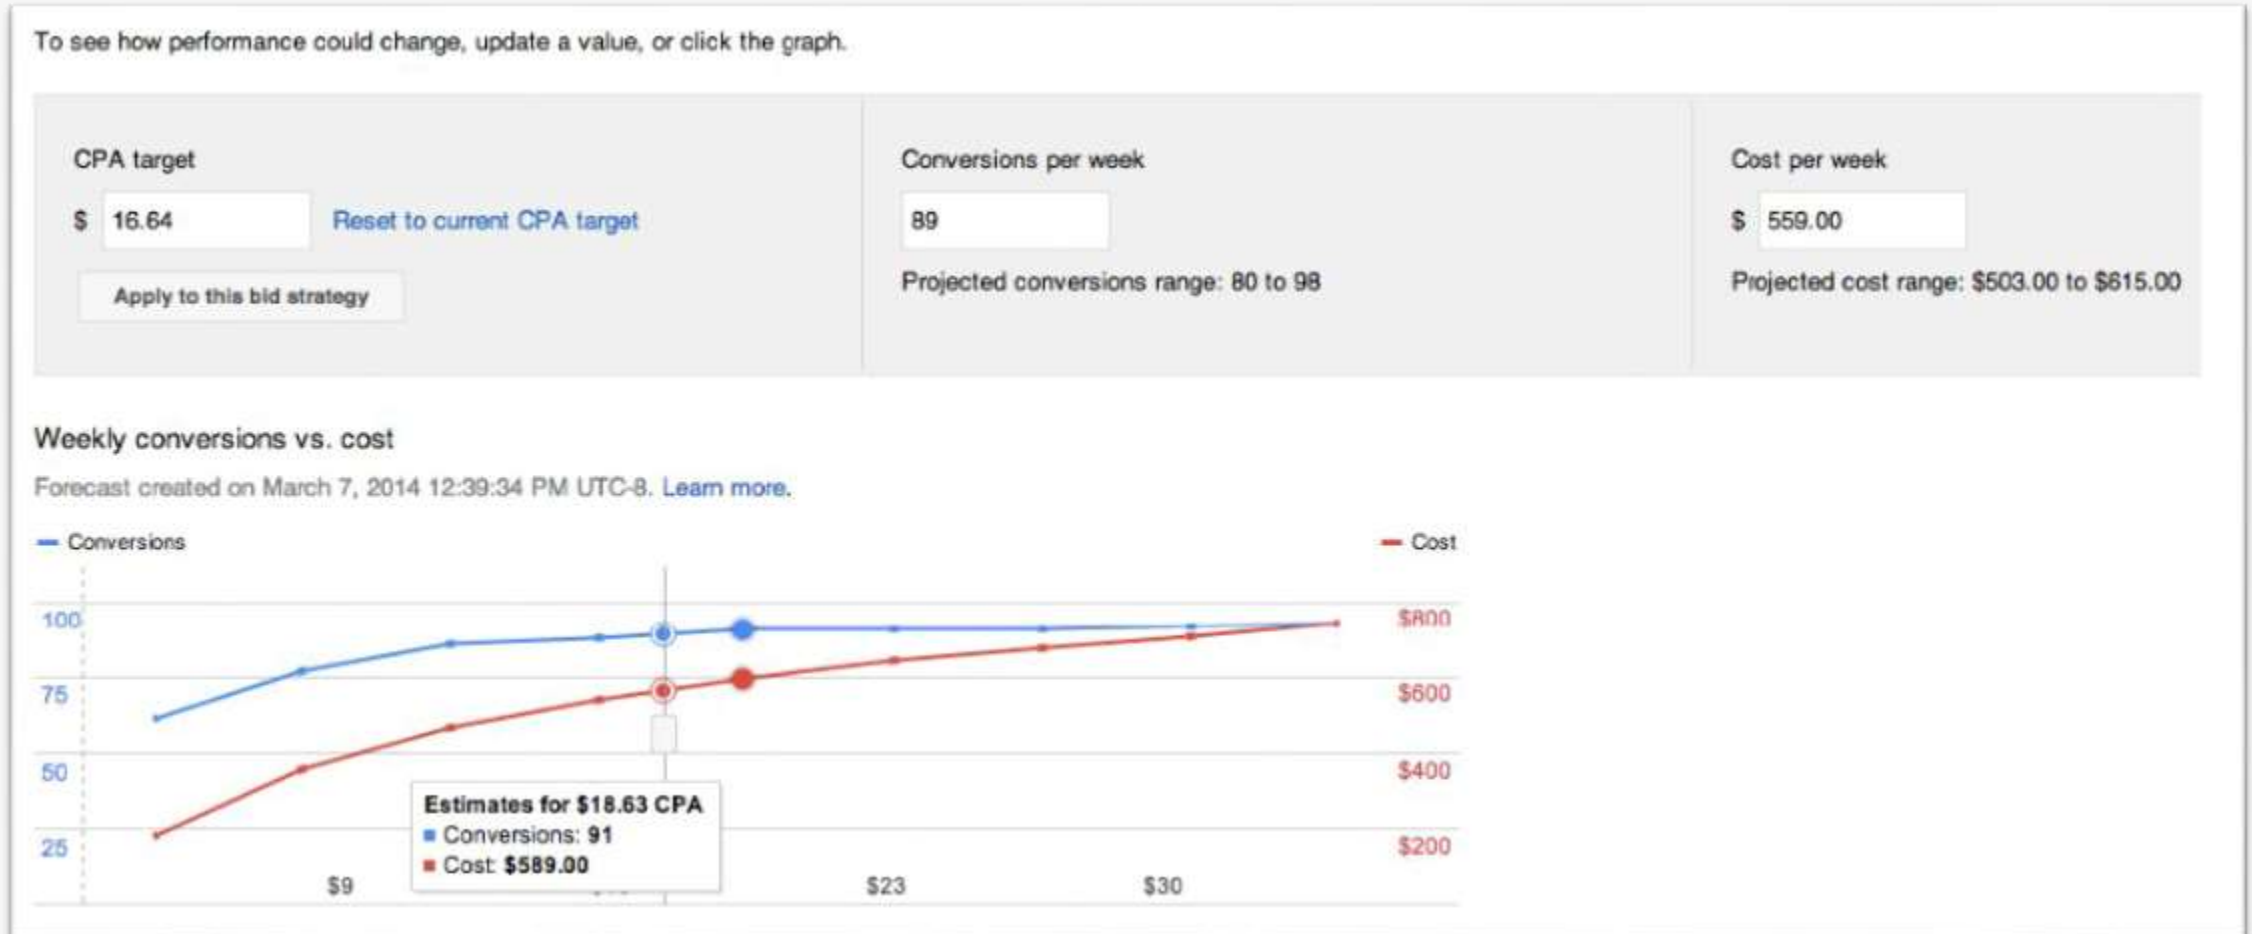 To see how performance could change, update a value, or click the graph.
CPA target
$ 16.64 Reset to current CPA target
Apply to this bid strategy
Conversions per week
89
Projected conversions range: 80 to 98
Cost per week
$ 559.00
Projected cost range: $503.00 to $615.00
Weekly conversions vs. cost
Forecast created on March 7, 2014 12:39:34 PM UTC-8. Learn more.
Conversions
Cost
100
75
50
25
$800
$600
$400
$200
Estimates for $18.63 CPA
Conversions: 91
Cost: $589.00
$9
$23
$30